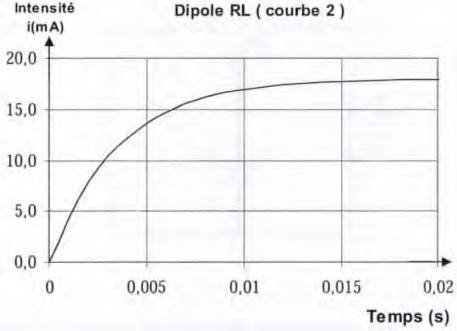 Intensité
i(mA)
Dipole RL ( courbe 2 )
20,0
15,0
10,0
5,0
0,0
0 0,005 0,01 0,015 0,02
Temps (s)